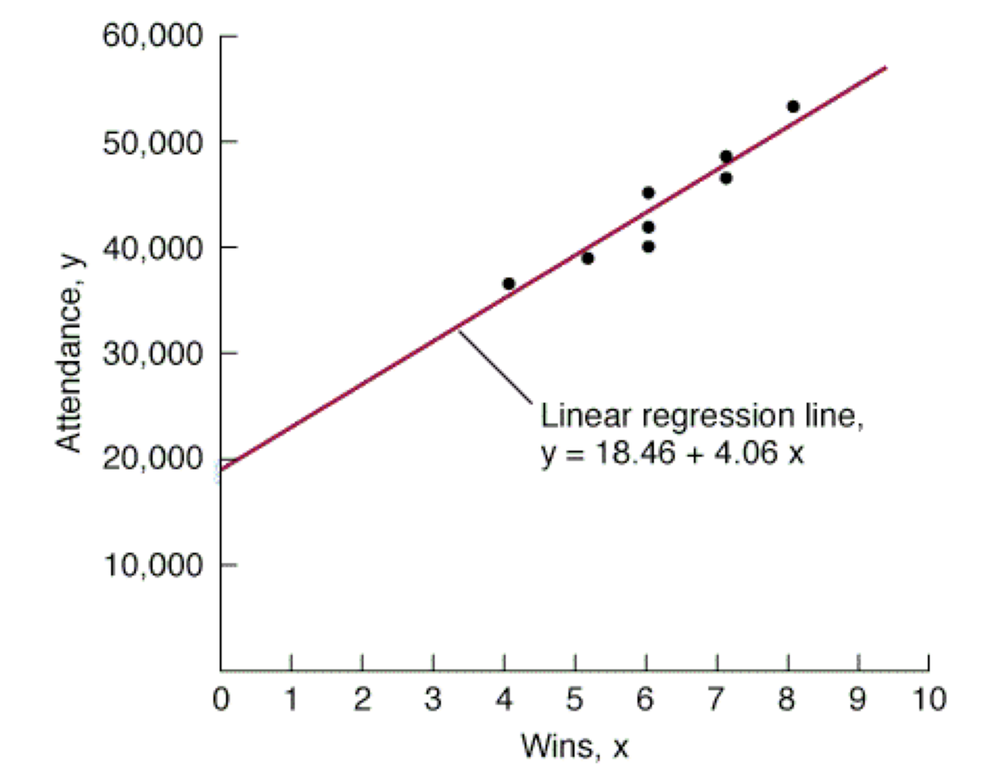 60,000
50,000
40,000
30,000
20,000
10,000
Attendance, y
Linear regression line,
y = 18.46 + 4.06 x
0 1 2 3 4 5 6 7 8 9 10
Wins, x